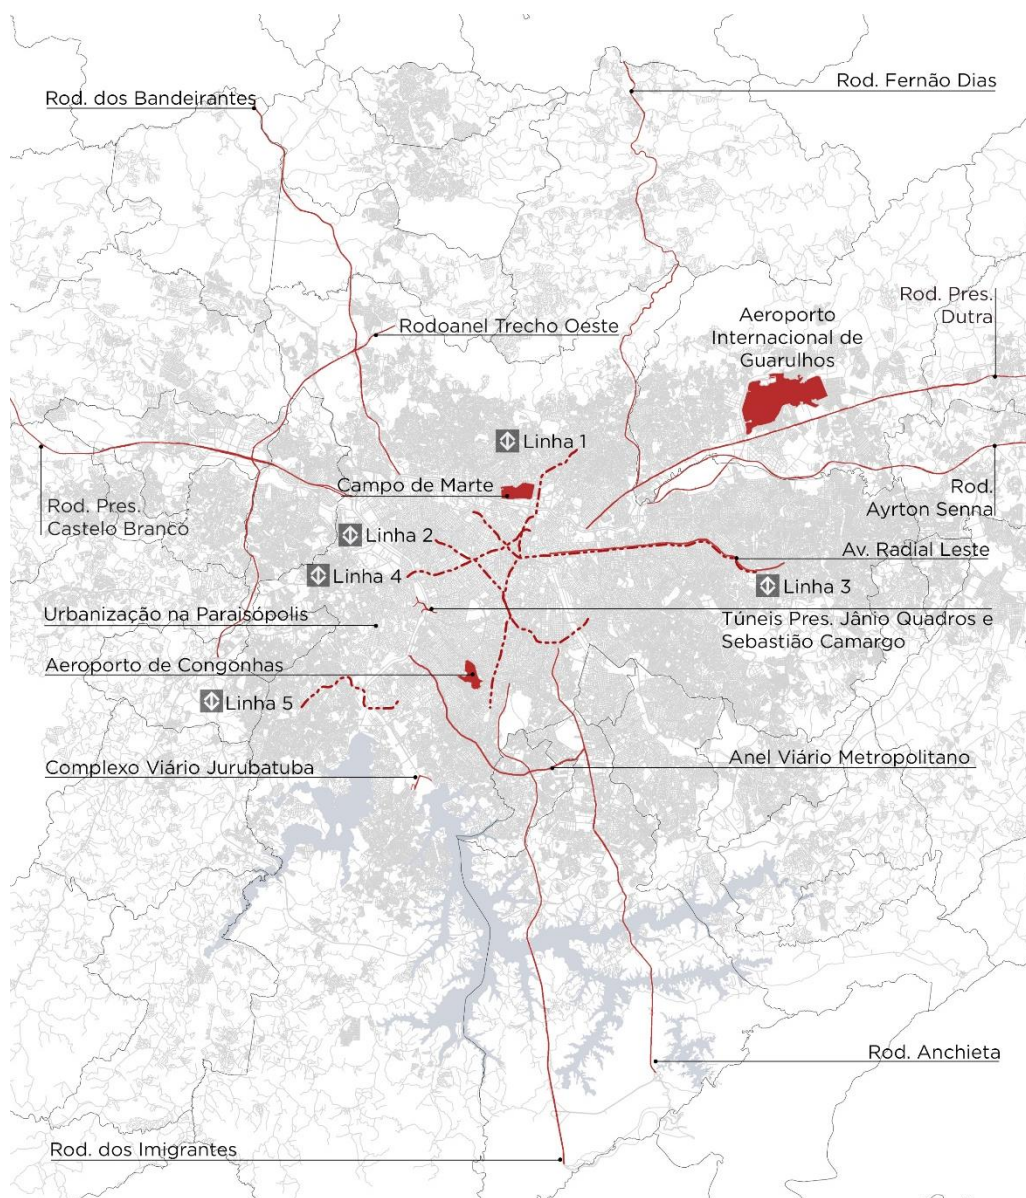 Rod. Fernão Dias
Rod. dos Bandeirantes
Rod. Pres.
Dutra
Aeroporto
Internacional de
Guarulhos
Rodoanel Trecho Oeste
Linha 1
Campo de Marte
Rod. Pres.
Castelo Branco
Rod.
Ayrton Senna
Linha 2
Av. Radial Leste
Linha 4
Linha 3
Urbanização na Paraisópolis
Túneis Pres. Jânio Quadros e
Sebastião Camargo
Aeroporto de Congonhas
Linha 5
Anel Viário Metropolitano
Complexo Viário Jurubatuba
Rod. Anchieta
Rod. dos Imigrantes